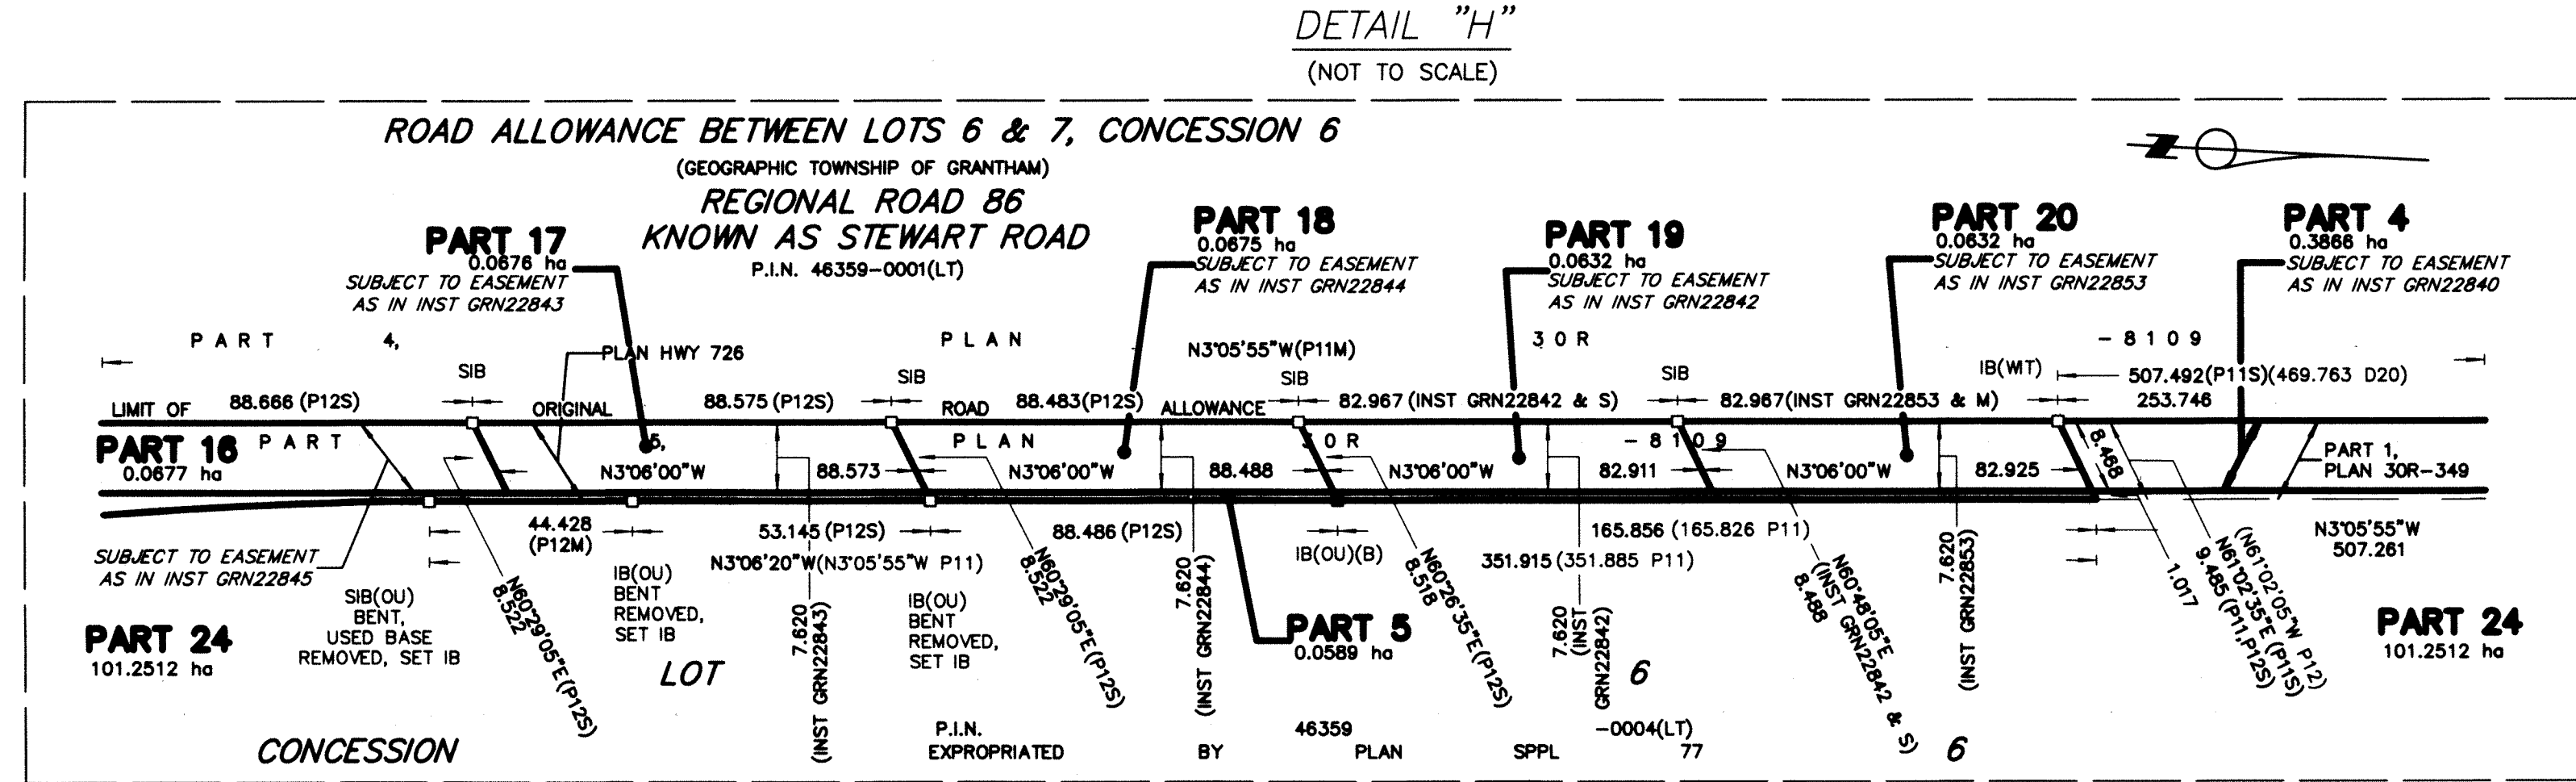 DETAIL "H"
(NOT TO SCALE)
ROAD ALLOWANCE BETWEEN LOTS 6 & 7, CONCESSION 6
(GEOGRAPHIC TOWNSHIP OF GRANTHAM)
REGIONAL ROAD 86
KNOWN AS STEWART ROAD
P.I.N. 46359-0001(LT)
PART 17
0.0676 ha
SUBJECT TO EASEMENT
AS IN INST GRN22843
PART 18
0.0675 ha
SUBJECT TO EASEMENT
AS IN INST GRN22844
PART 19
0.0632 ha
SUBJECT TO EASEMENT
AS IN INST GRN22842
PART 20
0.0632 ha
SUBJECT TO EASEMENT
AS IN INST GRN22853
PART 4
0.3866 ha
SUBJECT TO EASEMENT
AS IN INST GRN22840
PART 4, PLAN 30R -8109
PLAN HWY 726
N3°05'55"W(P11M)
SIB
SIB
SIB
SIB
IB(WIT)
507.492(P11S)(469.763 D20)
88.666 (P12S)
88.575 (P12S)
88.483(P12S)
82.967 (INST GRN22842 & S)
82.967(INST GRN22853 & M)
253.746
LIMIT OF ORIGINAL ROAD ALLOWANCE
PART 16
0.0677 ha
PART 5, PLAN 30R -8109
N3°06'00"W
88.573
N3°06'00"W
88.488
N3°06'00"W
82.911
N3°06'00"W
82.925
8.468
PART 1,
PLAN 30R-349
44.428
(P12M)
53.145 (P12S)
88.486 (P12S)
165.856 (165.826 P11)
N3°05'55"W
507.261
SUBJECT TO EASEMENT
AS IN INST GRN22845
N3°06'20"W(N3°05'55"W P11)
IB(OU)(B)
351.915 (351.885 P11)
SIB(OU)
BENT,
USED BASE
REMOVED, SET IB
N60°29'05"E(P12S)
8.522
IB(OU)
BENT
REMOVED,
SET IB
7.620
(INST GRN22843)
IB(OU)
BENT
REMOVED,
SET IB
N60°29'05"E(P12S)
8.522
7.620
(INST GRN22844)
N60°26'35"E(P12S)
8.518
7.620
(INST
GRN22842)
N60°48'05"E
(INST GRN22842 & S)
8.488
7.620
(INST GRN22853)
1.017
(N61°02'05"W P12)
N61°02'35"E (P11S)
9.485 (P11,P12S)
PART 24
101.2512 ha
PART 5
0.0589 ha
PART 24
101.2512 ha
LOT 6
P.I.N. 46359 -0004(LT)
EXPROPRIATED BY PLAN SPPL 77
CONCESSION 6